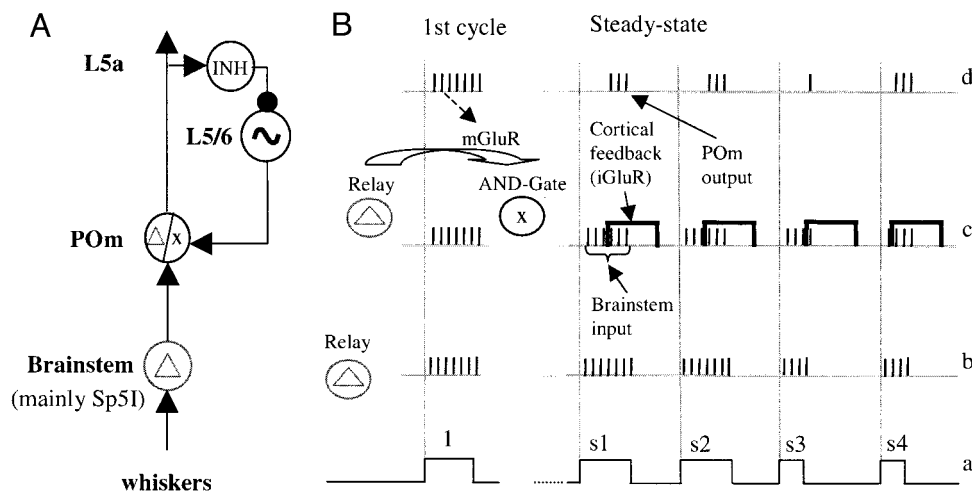 A
L5a
INH
L5/6
POm
x
Brainstem
(mainly Sp5I)
whiskers
B
1st cycle
Steady-state
d
mGluR
Cortical
feedback
(iGluR)
POm
output
Relay
AND-Gate
x
c
Brainstem
input
Relay
b
1
s1
s2
s3
s4
a